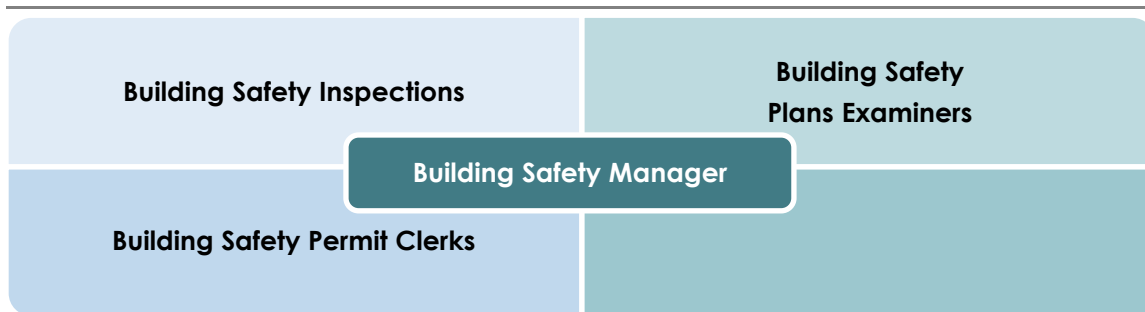 Building Safety Inspections
Building Safety
Plans Examiners
Building Safety Manager
Building Safety Permit Clerks